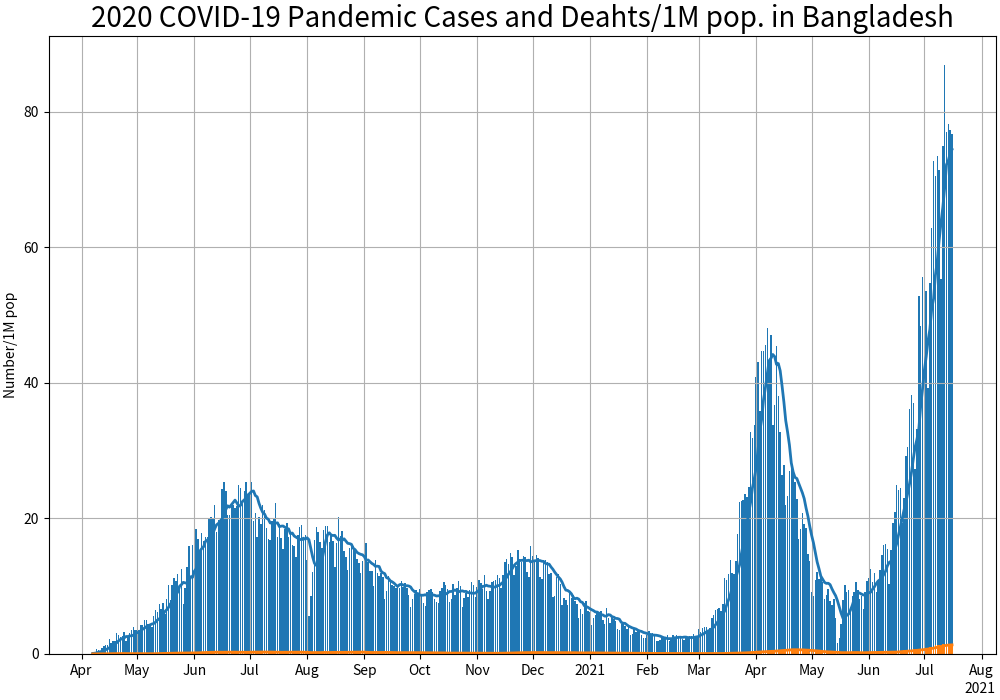 2020 COVID-19 Pandemic Cases and Deahts/1M pop. in Bangladesh
Number/1M pop
80
60
40
20
0
Apr May Jun Jul Aug Sep Oct Nov Dec 2021 Feb Mar Apr May Jun Jul Aug
2021